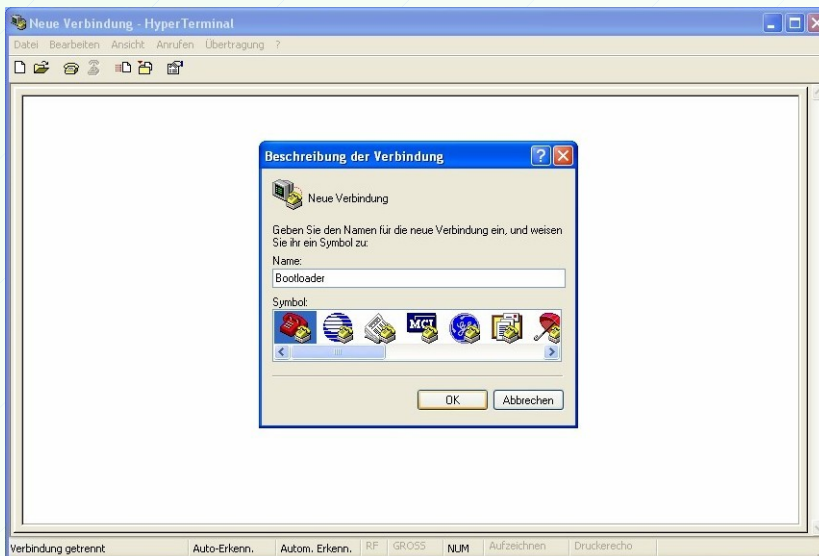 Neue Verbindung - HyperTerminal
Datei Bearbeiten Ansicht Anrufen Übertragung ?
Beschreibung der Verbindung
Neue Verbindung
Geben Sie den Namen für die neue Verbindung ein, und weisen
Sie ihr ein Symbol zu:
Name:
Bootloader
Symbol:
MCI
OK Abbrechen
Verbindung getrennt Auto-Erkenn. Autom. Erkenn. RF GROSS NUM Aufzeichnen Druckerecho